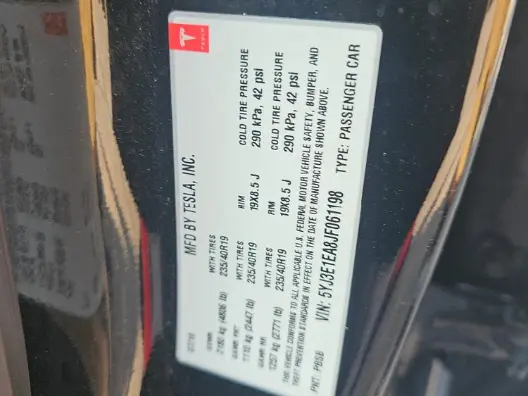 TESLA
MFD BY TESLA, INC.
GVWR
2180 kg (4806 lb)
WITH TIRES
235/40R19
RIM
19X8.5 J
COLD TIRE PRESSURE
290 kPa, 42 psi
GAWR FRT
1110 kg (2447 lb)
WITH TIRES
235/40R19
RIM
19X8.5 J
COLD TIRE PRESSURE
290 kPa, 42 psi
GAWR RR
1257 kg (2771 lb)
235/40R19
THIS VEHICLE CONFORMS TO ALL APPLICABLE U.S. FEDERAL MOTOR VEHICLE SAFETY, BUMPER, AND
THEFT PREVENTION STANDARDS IN EFFECT ON THE DATE OF MANUFACTURE SHOWN ABOVE.
VIN: 5YJ3E1EA8JF061198
TYPE: PASSENGER CAR
PNT: PBSB